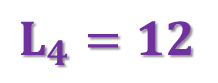 L₄ = 12